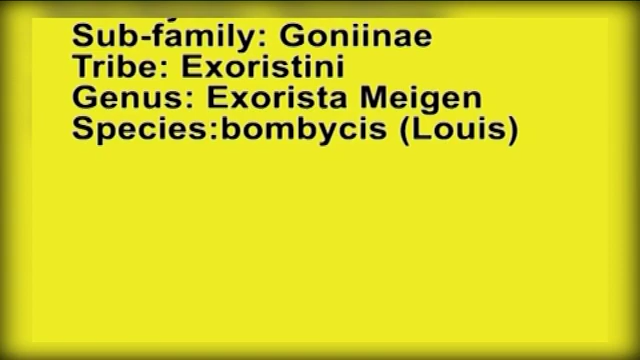 Sub-family: Goniinae
Tribe: Exoristini
Genus: Exorista Meigen
Species:bombycis (Louis)